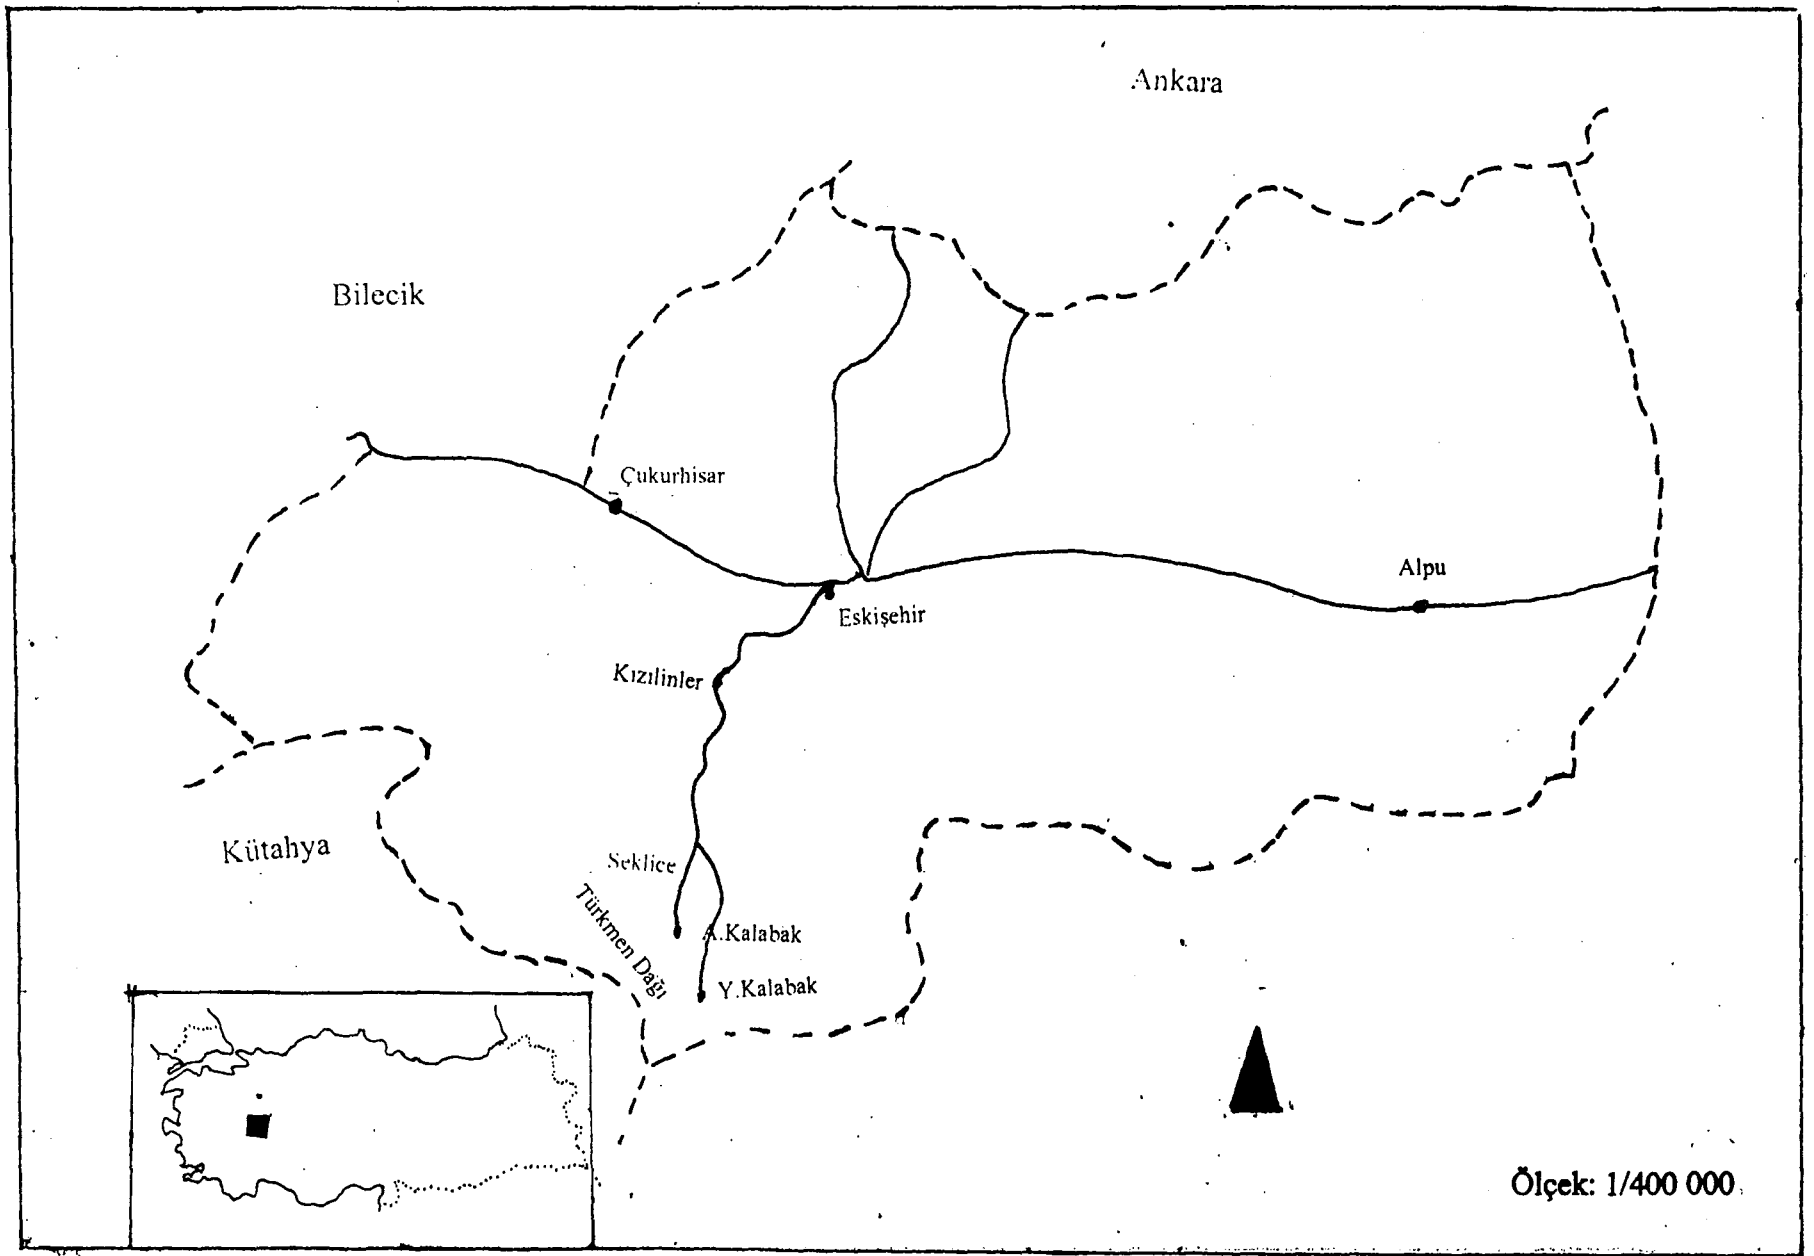 Ankara
Bilecik
Çukurhisar
Alpu
Eskişehir
Kızılinler
Kütahya
Seklice
Türkmen Dağı
A.Kalabak
Y.Kalabak
Ölçek: 1/400 000